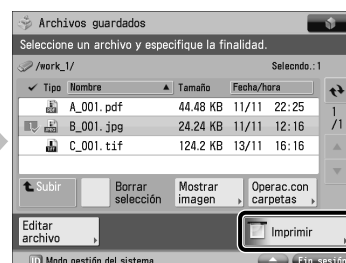 Archivos guardados
Seleccione un archivo y especifique la finalidad.
/work_1/ Selecndo.: 1
Tipo Nombre Tamaño Fecha/hora
A_001.pdf 44.48 KB 11/11 22:25
B_001.jpg 24.24 KB 11/11 12:16
C_001.tif 124.2 KB 13/11 16:16
1
/1
Subir Borrar selección Mostrar imagen Operac.con carpetas
Editar archivo Imprimir
Modo gestión del sistema. Fin sesión